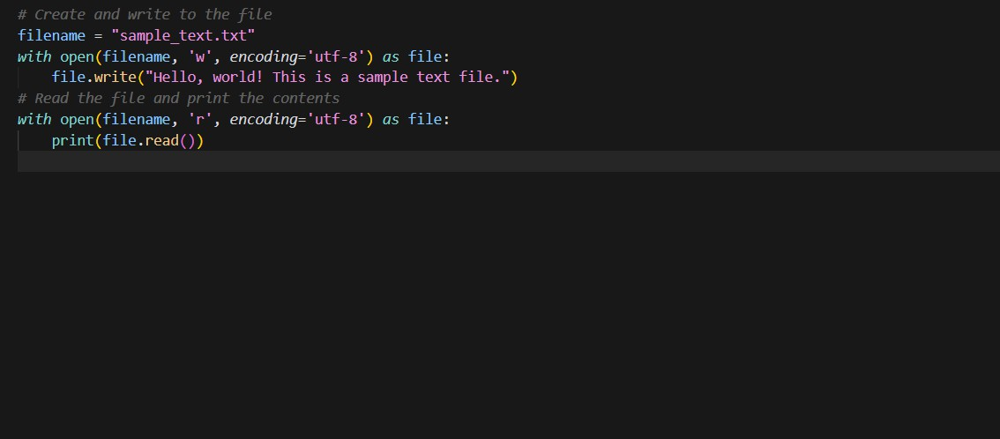 # Create and write to the file
filename = "sample_text.txt"
with open(filename, 'w', encoding='utf-8') as file:
    file.write("Hello, world! This is a sample text file.")
# Read the file and print the contents
with open(filename, 'r', encoding='utf-8') as file:
    print(file.read())